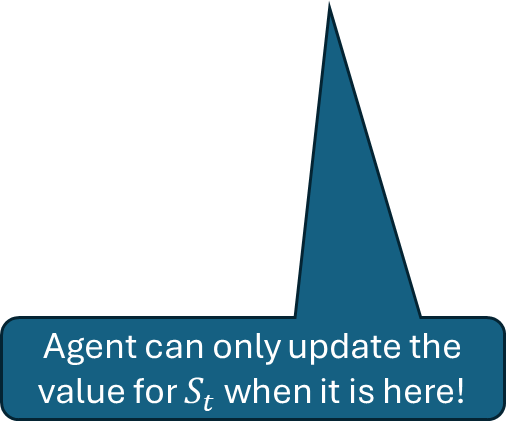 Agent can only update the
value for $S_t$ when it is here!